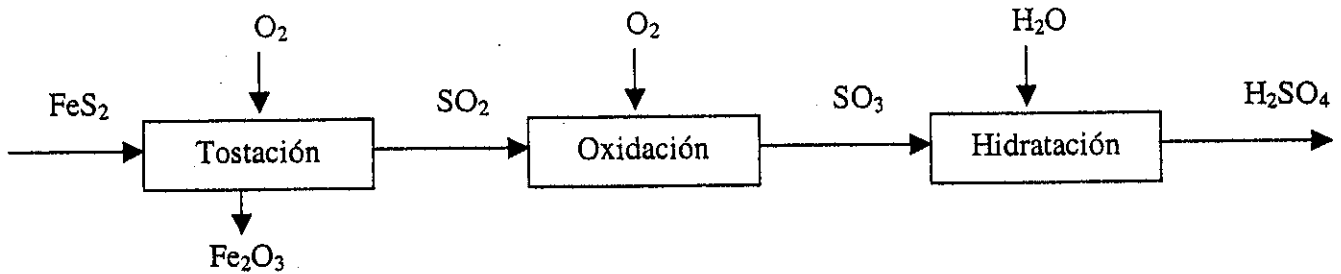 O₂ O₂ H₂O
FeS₂ SO₂ SO₃ H₂SO₄
Tostación Oxidación Hidratación
Fe₂O₃